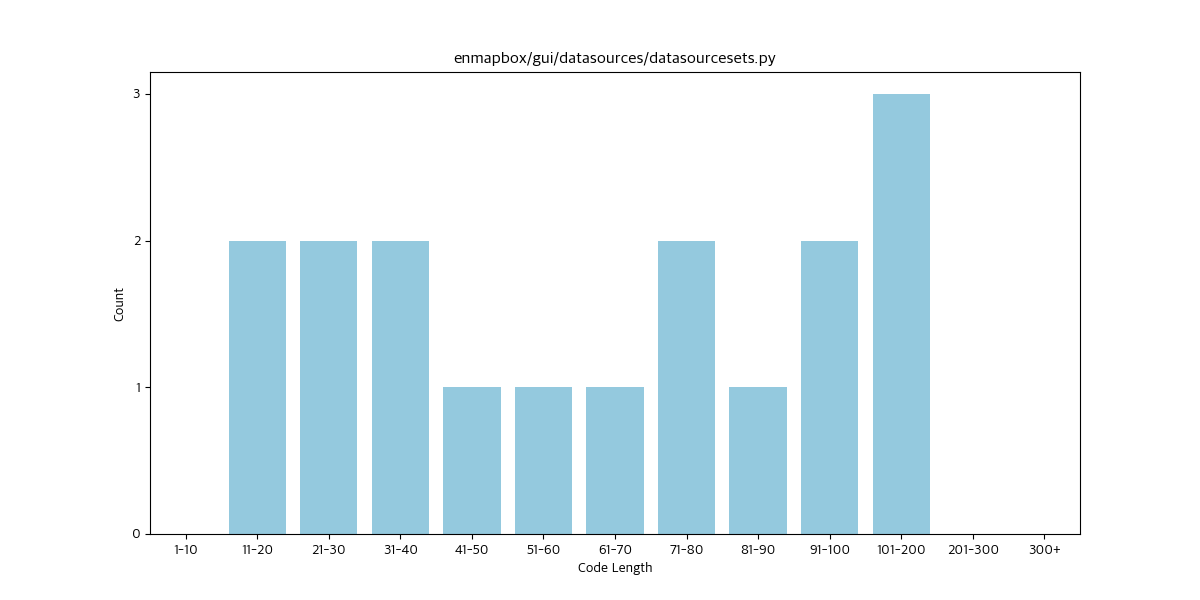 enmapbox/gui/datasources/datasourcesets.py
Count
3
2
1
0
1-10 11-20 21-30 31-40 41-50 51-60 61-70 71-80 81-90 91-100 101-200 201-300 300+
Code Length